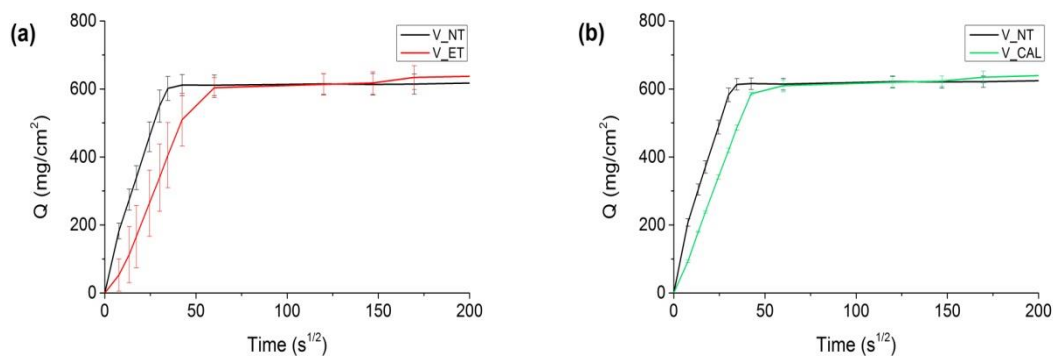 (a)
800
600
400
200
0
Q (mg/cm²)
V_NT
V_ET
0 50 100 150 200
Time (s^{1/2})
(b)
800
600
400
200
0
Q (mg/cm²)
V_NT
V_CAL
0 50 100 150 200
Time (s^{1/2})